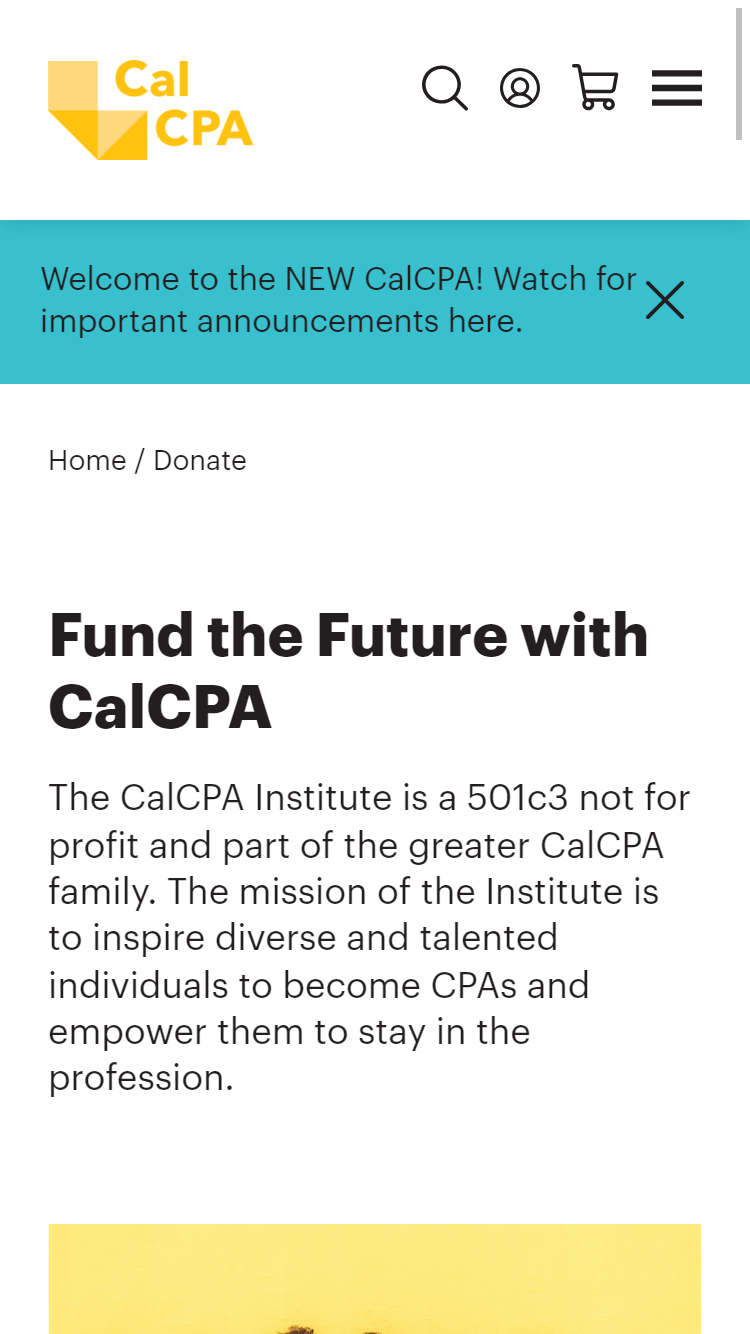 Cal
CPA
Welcome to the NEW CalCPA! Watch for
important announcements here.
Home / Donate
Fund the Future with
CalCPA
The CalCPA Institute is a 501c3 not for
profit and part of the greater CalCPA
family. The mission of the Institute is
to inspire diverse and talented
individuals to become CPAs and
empower them to stay in the
profession.